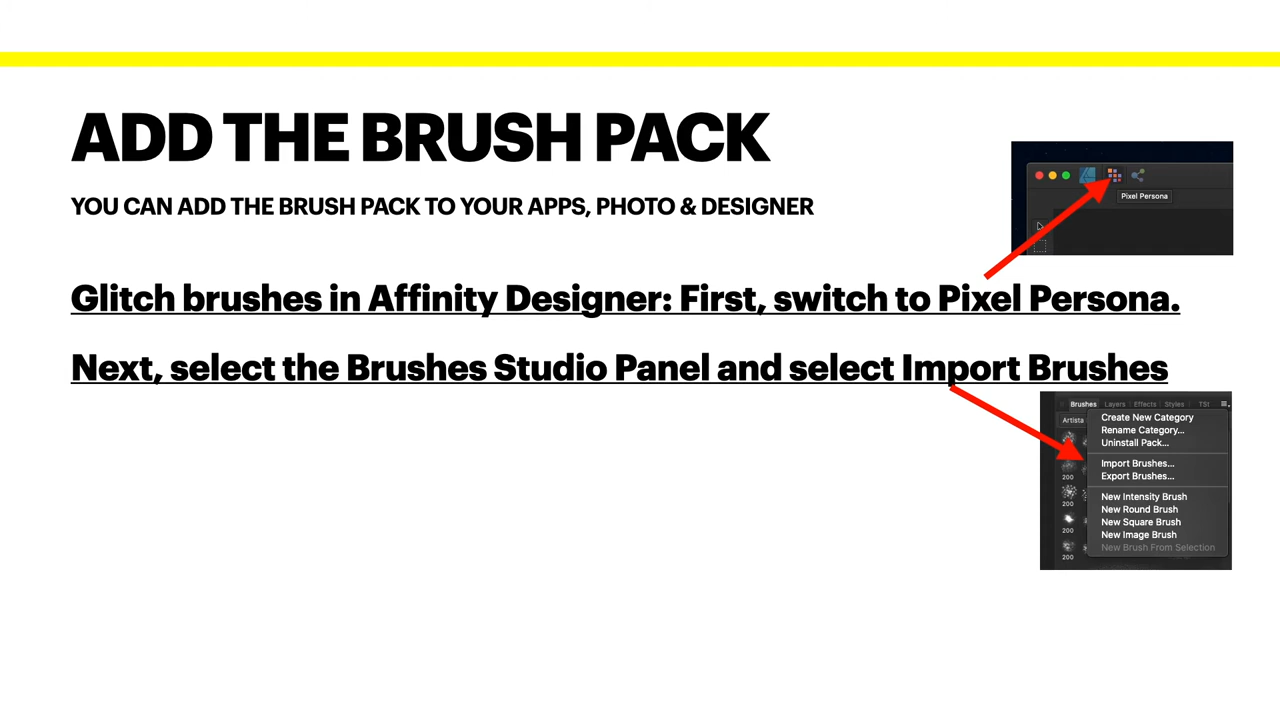 ADD THE BRUSH PACK
YOU CAN ADD THE BRUSH PACK TO YOUR APPS, PHOTO & DESIGNER
Pixel Persona
Glitch brushes in Affinity Designer: First, switch to Pixel Persona.
Next, select the Brushes Studio Panel and select Import Brushes
Brushes Layers Effects Styles TSt
Artista
Create New Category
Rename Category...
Uninstall Pack...
Import Brushes...
Export Brushes...
New Intensity Brush
New Round Brush
New Square Brush
New Image Brush
New Brush From Selection
200
200
200
200